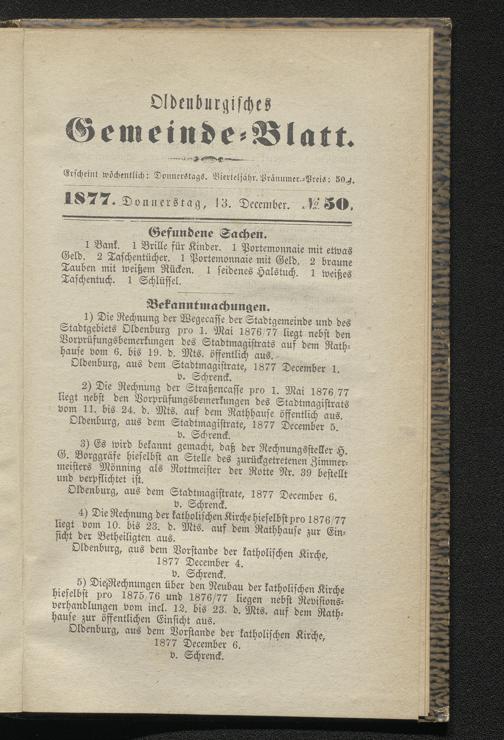 Oldenburgisches
Gemeinde-Blatt.
Erscheint wöchentlich: Donnerstags. Vierteljähr. Pränumer.-Preis: 50 ₰.
1877. Donnerstag, 13. December. № 50.
Gefundene Sachen.
1 Bank. 1 Brille für Kinder. 1 Portemonnaie mit etwas
Geld. 2 Taschentücher. 1 Portemonnaie mit Geld. 2 braune
Tauben mit weißem Rücken. 1 seidenes Halstuch. 1 weißes
Taschentuch. 1 Schlüssel.
Bekanntmachungen.
1) Die Rechnung der Wegecasse der Stadtgemeinde und des
Stadtgebiets Oldenburg pro 1. Mai 1876/77 liegt nebst den
Vorprüfungsbemerkungen des Stadtmagistrats auf dem Rath-
hause vom 6. bis 19. d. Mts. öffentlich aus.
Oldenburg, aus dem Stadtmagistrate, 1877 December 1.
v. Schrenck.
2) Die Rechnung der Straßencasse pro 1. Mai 1876/77
liegt nebst den Vorprüfungsbemerkungen des Stadtmagistrats
vom 11. bis 24. d. Mts. auf dem Rathhause öffentlich aus.
Oldenburg, aus dem Stadtmagistrate, 1877 December 5.
v. Schrenck.
3) Es wird bekannt gemacht, daß der Rechnungssteller H.
G. Borggräfe hieselbst an Stelle des zurückgetretenen Zimmer-
meisters Mönning als Rottmeister der Rotte Nr. 39 bestellt
und verpflichtet ist.
Oldenburg, aus dem Stadtmagistrate, 1877 December 6.
v. Schrenck.
4) Die Rechnung der katholischen Kirche hieselbst pro 1876/77
liegt vom 10. bis 23. d. Mts. auf dem Rathhause zur Ein-
sicht der Betheiligten aus.
Oldenburg, aus dem Vorstande der katholischen Kirche,
1877 December 4.
v. Schrenck.
5) Die Rechnungen über den Neubau der katholischen Kirche
hieselbst pro 1875/76 und 1876/77 liegen nebst Revisions-
verhandlungen vom incl. 12. bis 23. d. Mts. auf dem Rath-
hause zur öffentlichen Einsicht aus.
Oldenburg, aus dem Vorstande der katholischen Kirche,
1877 December 6.
v. Schrenck.